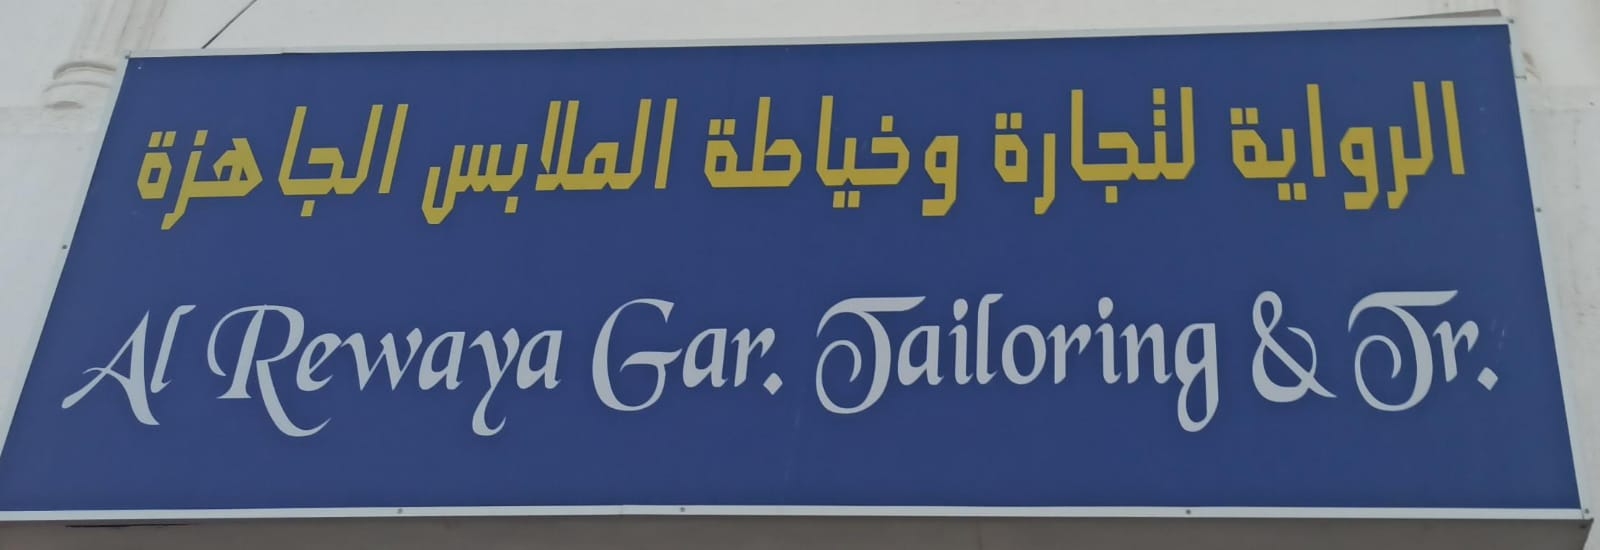 الرواية لتجارة وخياطة الملابس الجاهزة
Al Rewaya Gar. Tailoring & Tr.